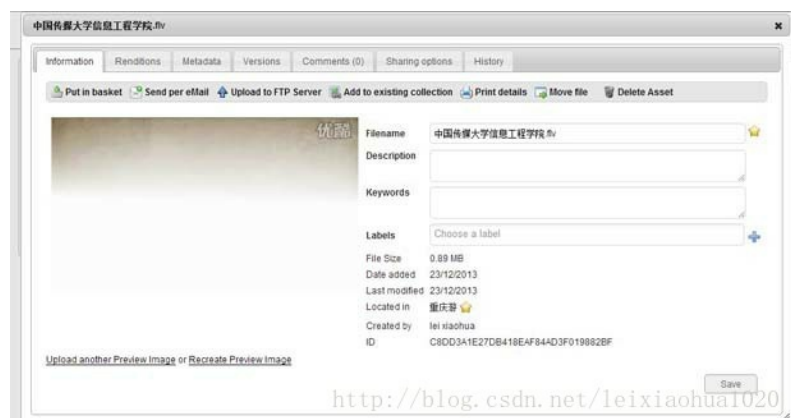 中国传媒大学信息工程学院.flv
Information Renditions Metadata Versions Comments (0) Sharing options History
Put in basket Send per eMail Upload to FTP Server Add to existing collection Print details Move file Delete Asset
优酷
Filename 中国传媒大学信息工程学院.flv
Description
Keywords
Labels Choose a label
File Size 0.89 MB
Date added 23/12/2013
Last modified 23/12/2013
Located in 重庆游
Created by lei xiaohua
ID C8DD3A1E27DB418EAF84AD3F019882BF
Upload another Preview Image or Recreate Preview Image
Save
http://blog.csdn.net/leixiaohua1020